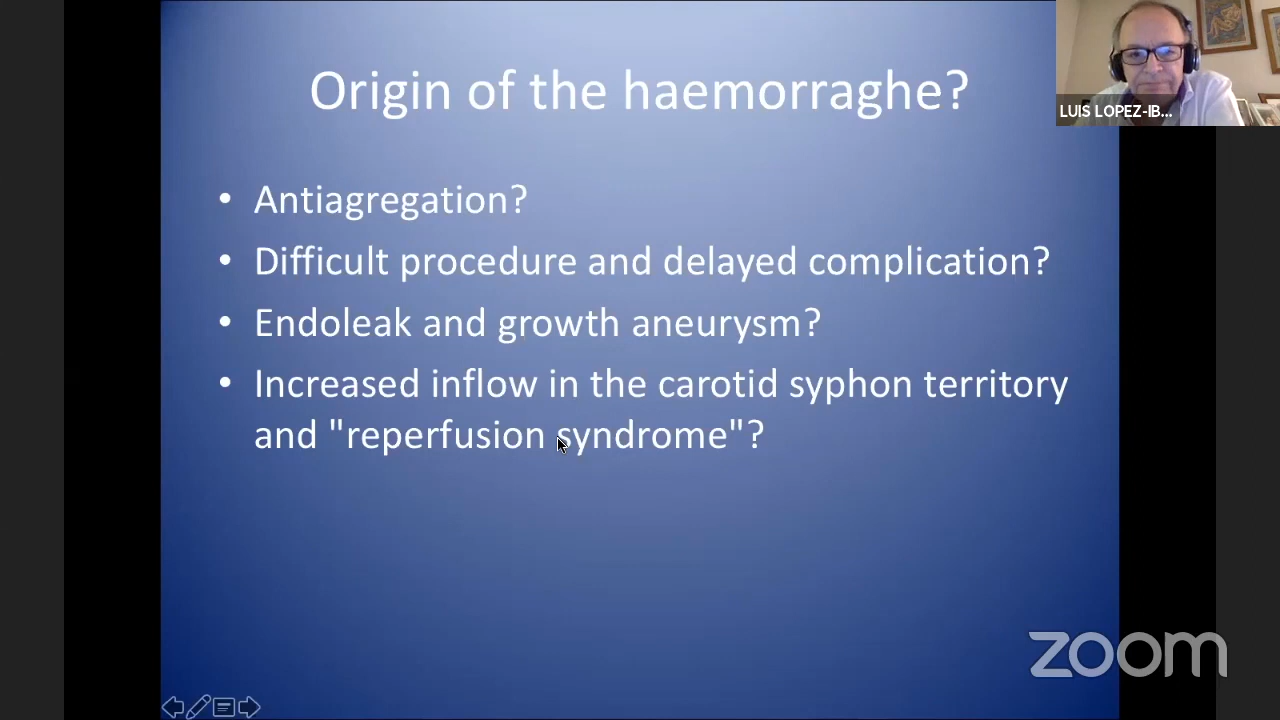 Origin of the haemorraghe?
LUIS LOPEZ-IB...
• Antiagregation?
• Difficult procedure and delayed complication?
• Endoleak and growth aneurysm?
• Increased inflow in the carotid syphon territory
and "reperfusion syndrome"?
zoom